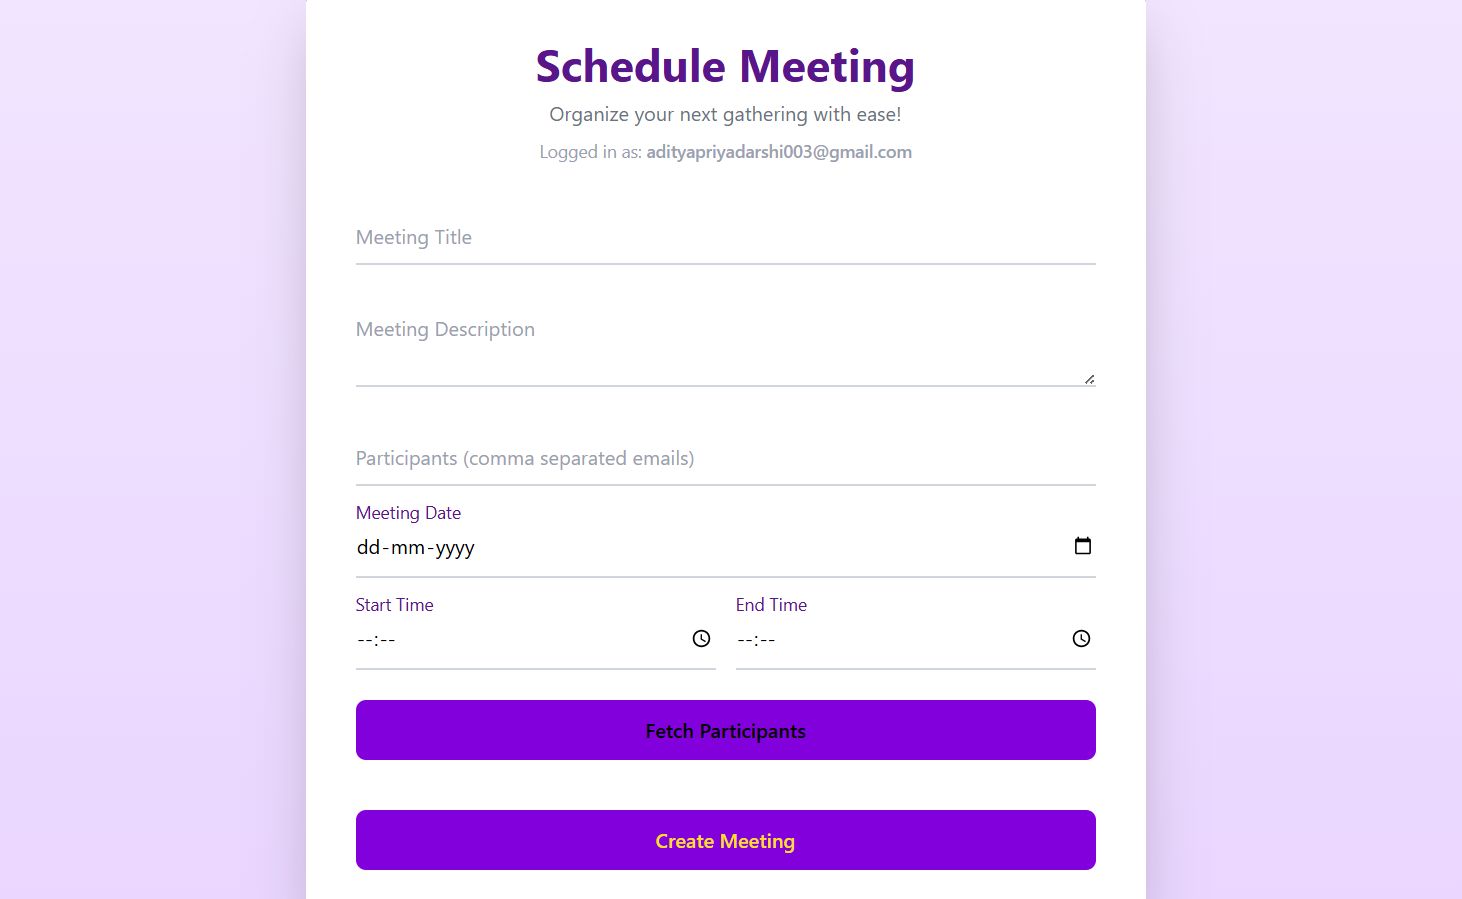 Schedule Meeting
Organize your next gathering with ease!
Logged in as: adityapriyadarshi003@gmail.com
Meeting Title
Meeting Description
Participants (comma separated emails)
Meeting Date
dd-mm-yyyy
Start Time End Time
--:-- --:--
Fetch Participants
Create Meeting